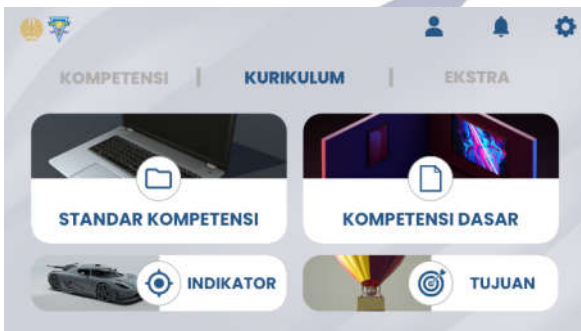 KOMPETENSI | KURIKULUM | EKSTRA
STANDAR KOMPETENSI
KOMPETENSI DASAR
INDIKATOR
TUJUAN